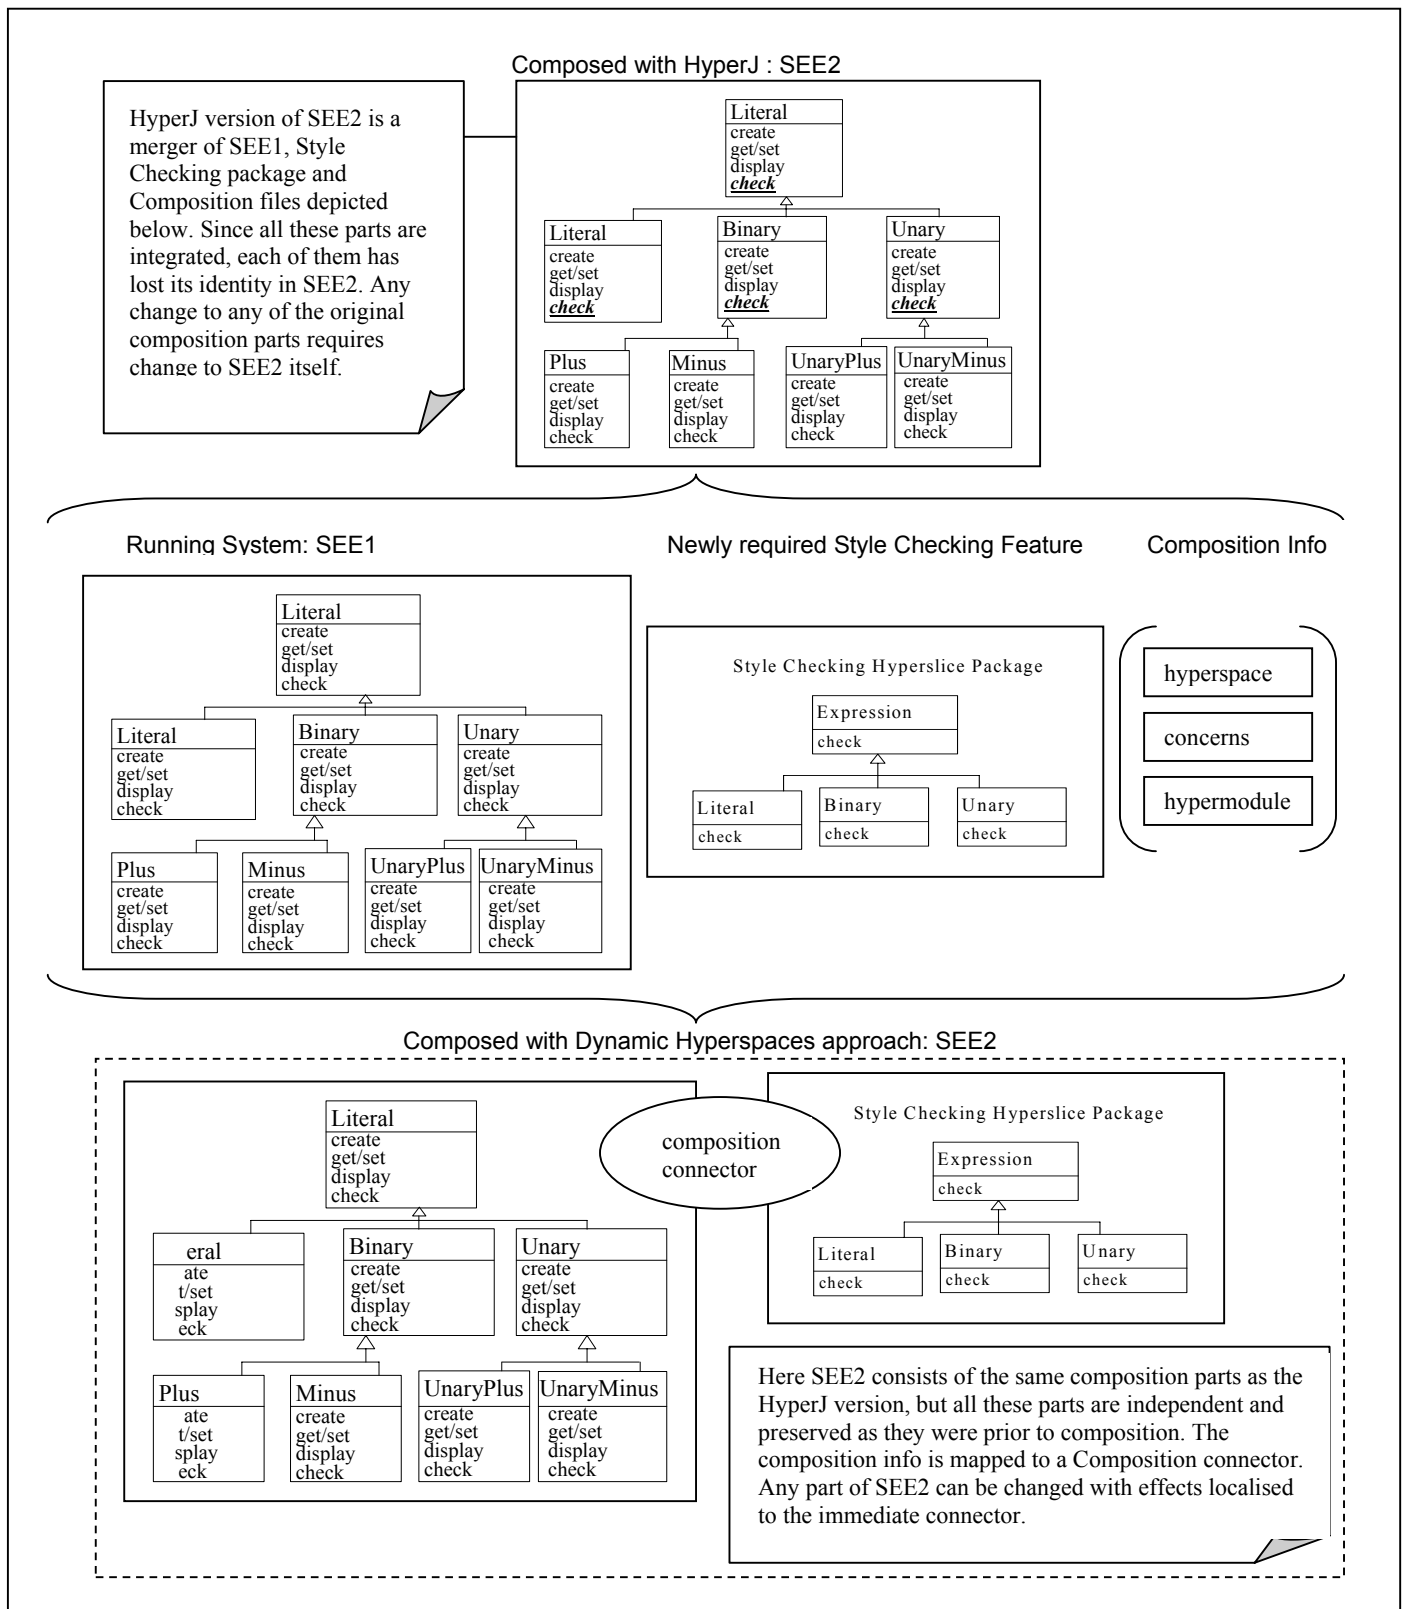 Composed with HyperJ : SEE2
HyperJ version of SEE2 is a
merger of SEE1, Style
Checking package and
Composition files depicted
below. Since all these parts are
integrated, each of them has
lost its identity in SEE2. Any
change to any of the original
composition parts requires
change to SEE2 itself.
Literal
create
get/set
display
check
Literal
create
get/set
display
check
Binary
create
get/set
display
check
Unary
create
get/set
display
check
Plus
create
get/set
display
check
Minus
create
get/set
display
check
UnaryPlus
create
get/set
display
check
UnaryMinus
create
get/set
display
check
Running System: SEE1
Newly required Style Checking Feature
Composition Info
Literal
create
get/set
display
check
Literal
create
get/set
display
check
Binary
create
get/set
display
check
Unary
create
get/set
display
check
Plus
create
get/set
display
check
Minus
create
get/set
display
check
UnaryPlus
create
get/set
display
check
UnaryMinus
create
get/set
display
check
Style Checking Hyperslice Package
Expression
check
Literal
check
Binary
check
Unary
check
hyperspace
concerns
hypermodule
Composed with Dynamic Hyperspaces approach: SEE2
Literal
create
get/set
display
check
eral
ate
t/set
splay
eck
Binary
create
get/set
display
check
Unary
create
get/set
display
check
Plus
ate
t/set
splay
eck
Minus
create
get/set
display
check
UnaryPlus
create
get/set
display
check
UnaryMinus
create
get/set
display
check
composition
connector
Style Checking Hyperslice Package
Expression
check
Literal
check
Binary
check
Unary
check
Here SEE2 consists of the same composition parts as the
HyperJ version, but all these parts are independent and
preserved as they were prior to composition. The
composition info is mapped to a Composition connector.
Any part of SEE2 can be changed with effects localised
to the immediate connector.